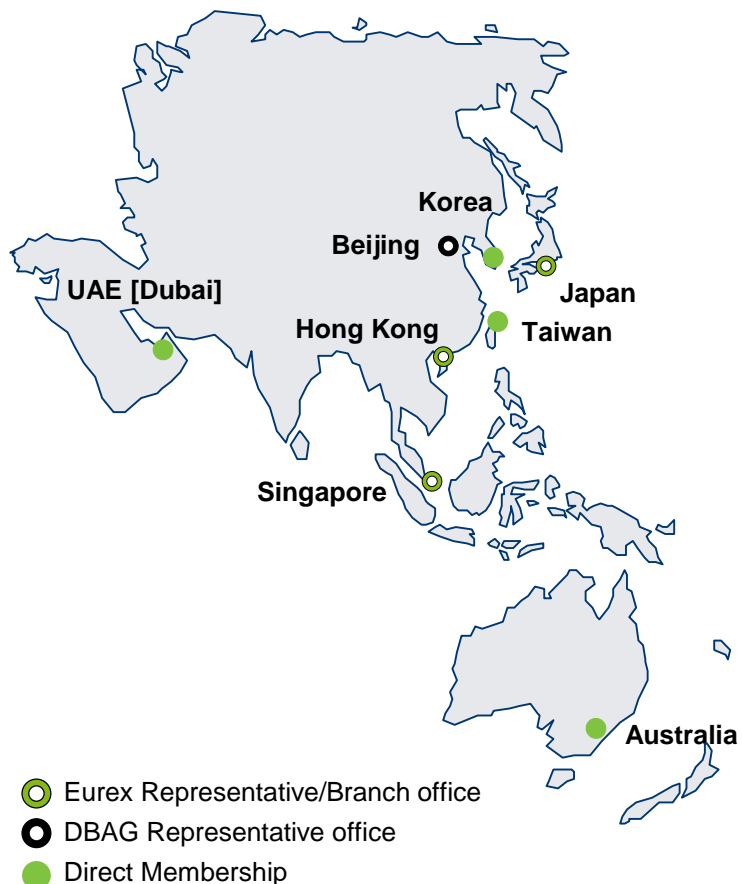 Korea
Beijing
UAE [Dubai]
Japan
Hong Kong
Taiwan
Singapore
Australia
Eurex Representative/Branch office
DBAG Representative office
Direct Membership